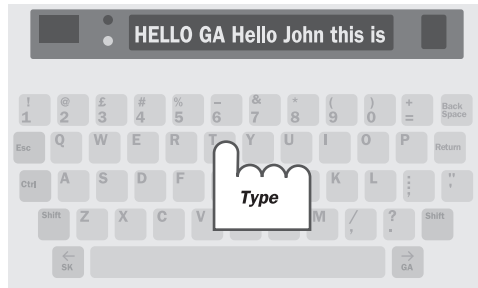 HELLO GA Hello John this is
! @ £ # % – & * ( ) + Back
1 2 3 4 5 6 7 8 9 0 = Space
Esc Q W E R T Y U I O P Return
Ctrl A S D F K L ; "
Type
Shift Z X C V M / ? Shift
, .
← →
SK GA